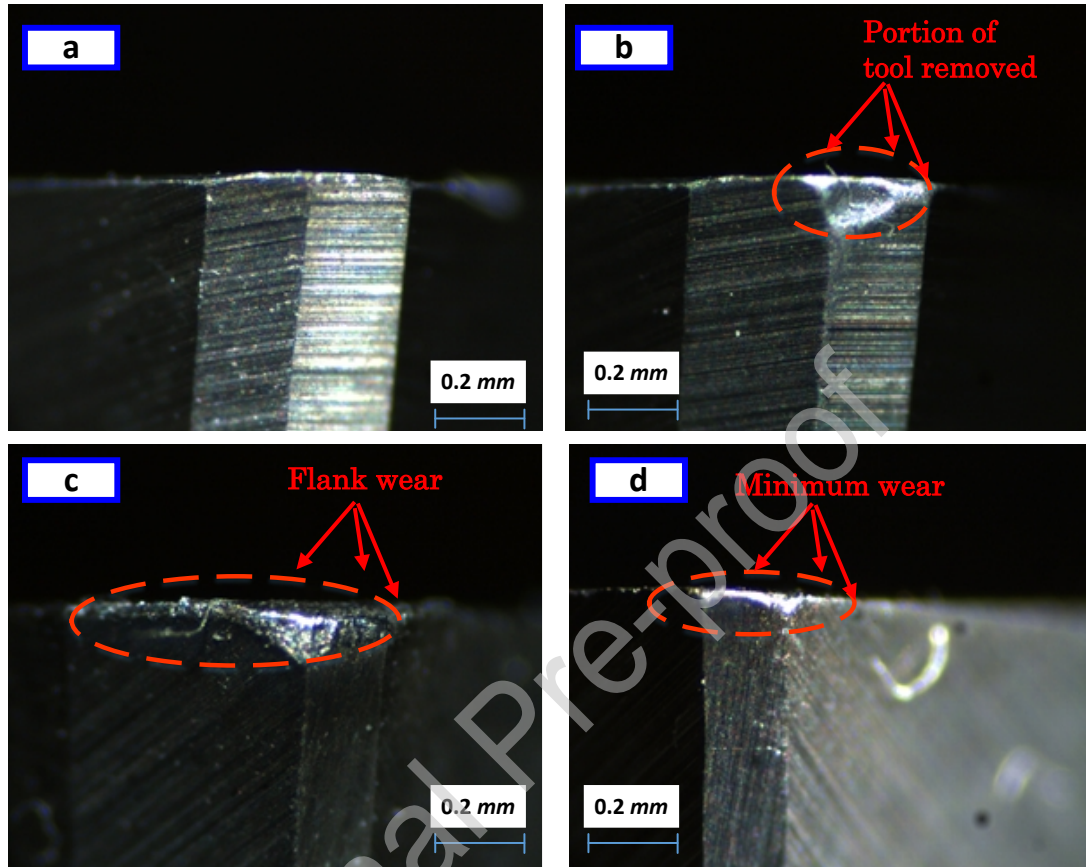 a
b
Portion of
tool removed
0.2 mm
0.2 mm
c
Flank wear
d
Minimum wear
0.2 mm
0.2 mm
nal Pre-proof